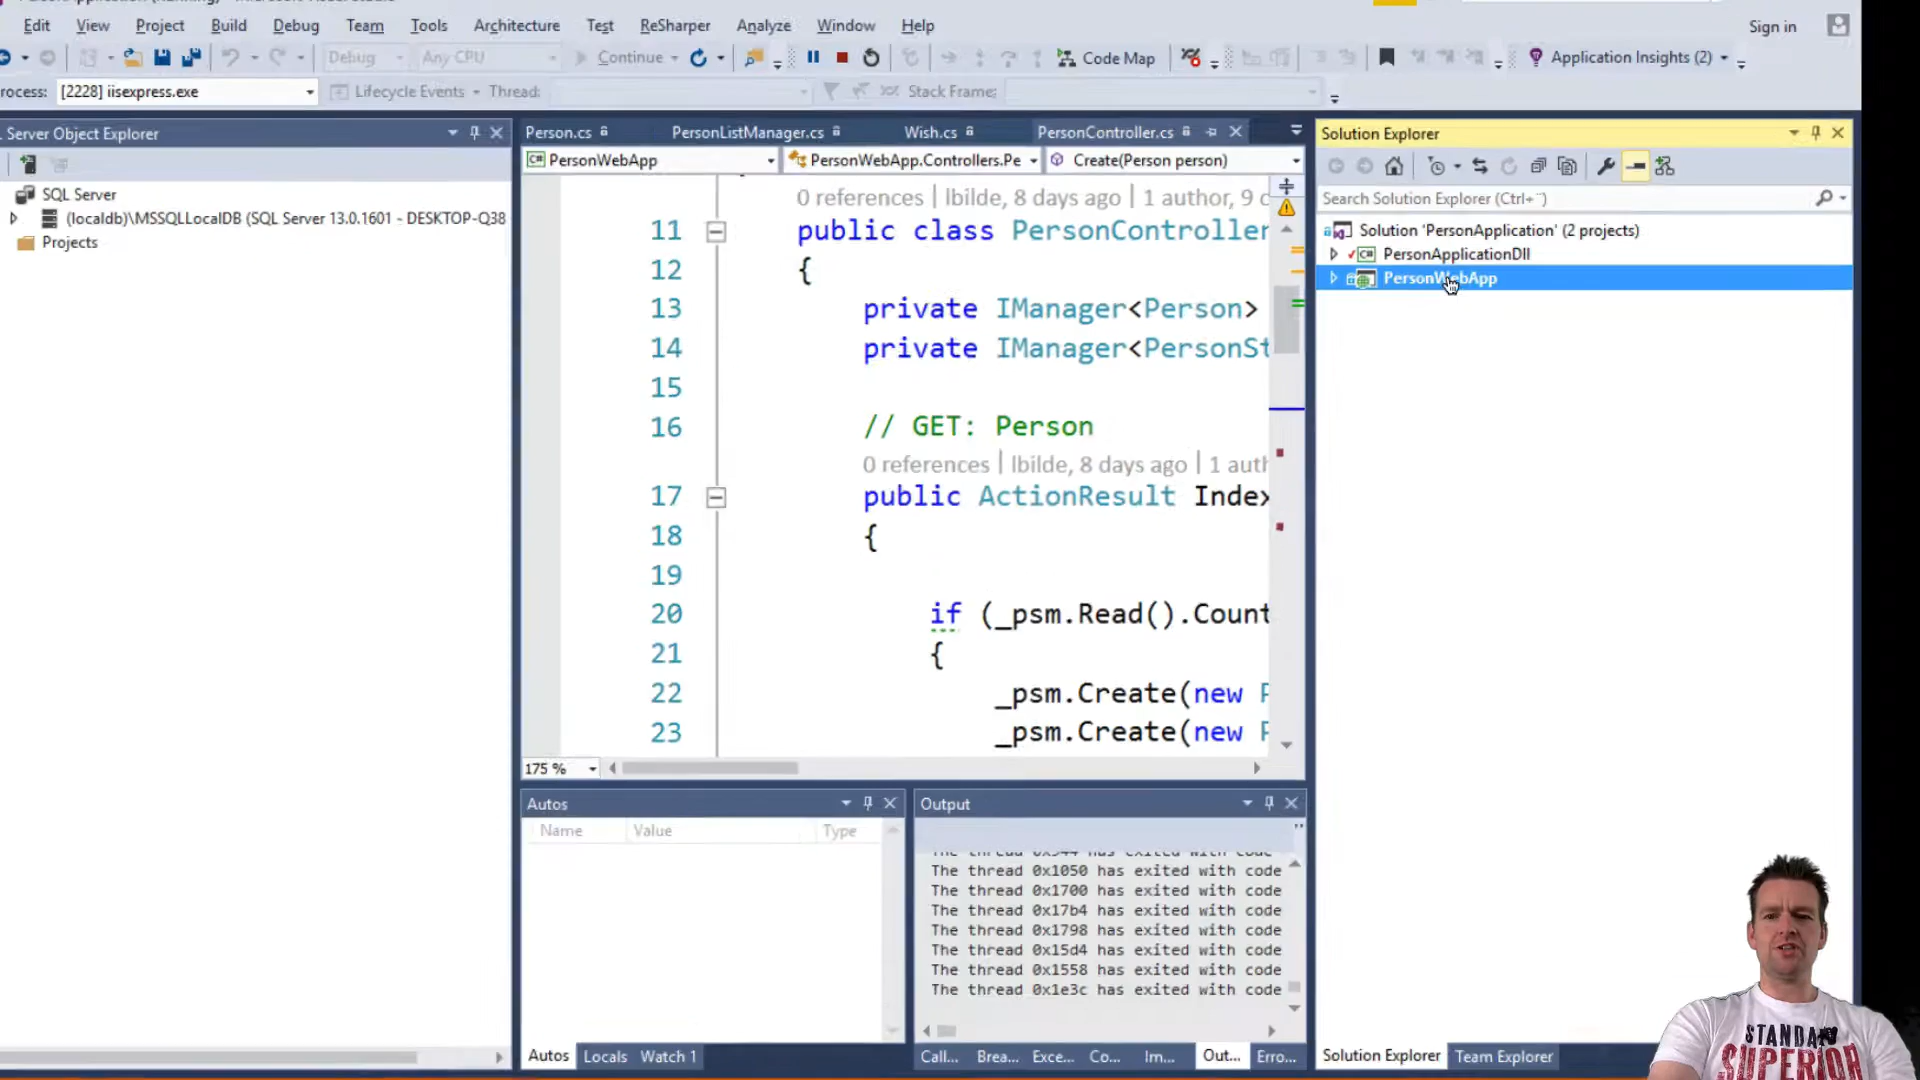 Edit View Project Build Debug Team Tools Architecture Test ReSharper Analyze Window Help Sign in
Debug Any CPU Continue Code Map Application Insights (2)
rocess: [2228] iisexpress.exe Lifecycle Events Thread: Stack Frame:
Server Object Explorer
SQL Server
(localdb)\MSSQLLocalDB (SQL Server 13.0.1601 - DESKTOP-Q38
Projects
Person.cs PersonListManager.cs Wish.cs PersonController.cs
PersonWebApp PersonWebApp.Controllers.Pe Create(Person person)
0 references | lbilde, 8 days ago | 1 author, 9 c
11 public class PersonController
12 {
13 private IManager<Person>
14 private IManager<PersonSt
15
16 // GET: Person
0 references | lbilde, 8 days ago | 1 auth
17 public ActionResult Index
18 {
19
20 if (_psm.Read().Count
21 {
22 _psm.Create(new P
23 _psm.Create(new P
175 %
Autos
Name Value Type
Autos Locals Watch 1
Output
The thread 0x1050 has exited with code
The thread 0x1700 has exited with code
The thread 0x17b4 has exited with code
The thread 0x1798 has exited with code
The thread 0x15d4 has exited with code
The thread 0x1558 has exited with code
The thread 0x1e3c has exited with code
Call... Brea... Exce... Co... Im... Out... Erro...
Solution Explorer
Search Solution Explorer (Ctrl+¨)
Solution 'PersonApplication' (2 projects)
PersonApplicationDll
PersonWebApp
Solution Explorer Team Explorer
STANDA
SUPERIOR